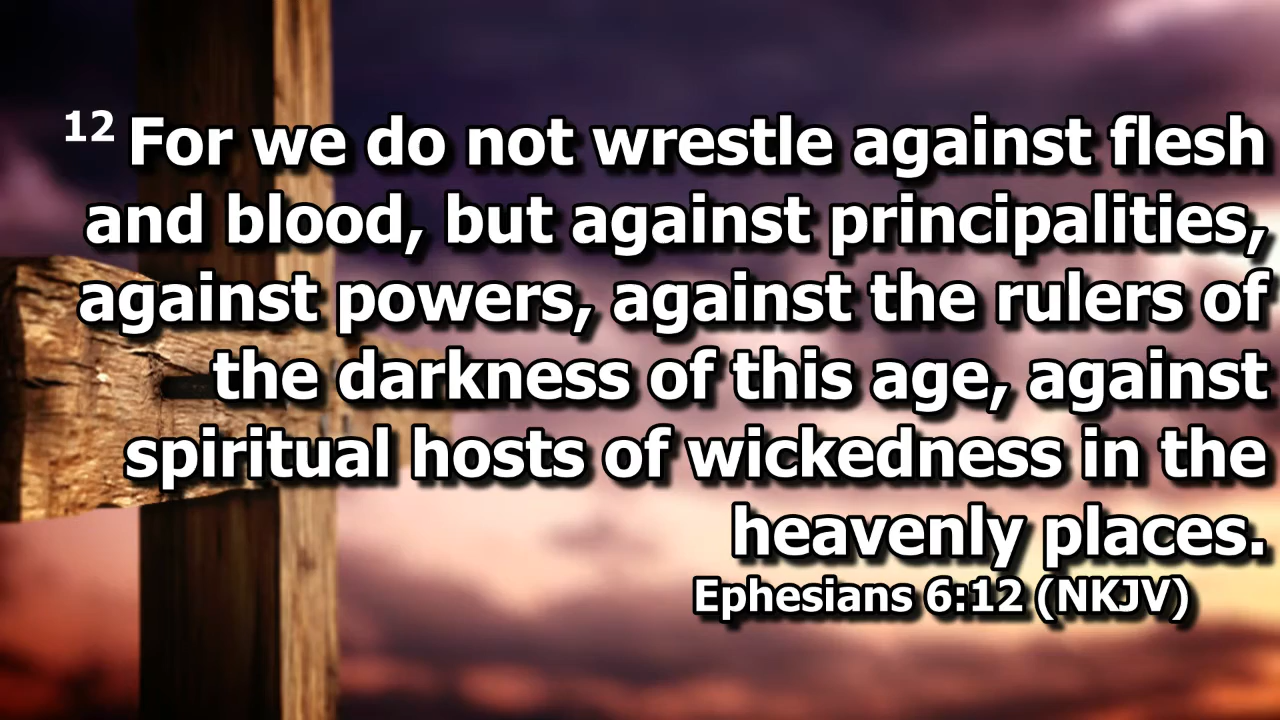 12 For we do not wrestle against flesh
and blood, but against principalities,
against powers, against the rulers of
the darkness of this age, against
spiritual hosts of wickedness in the
heavenly places.
Ephesians 6:12 (NKJV)